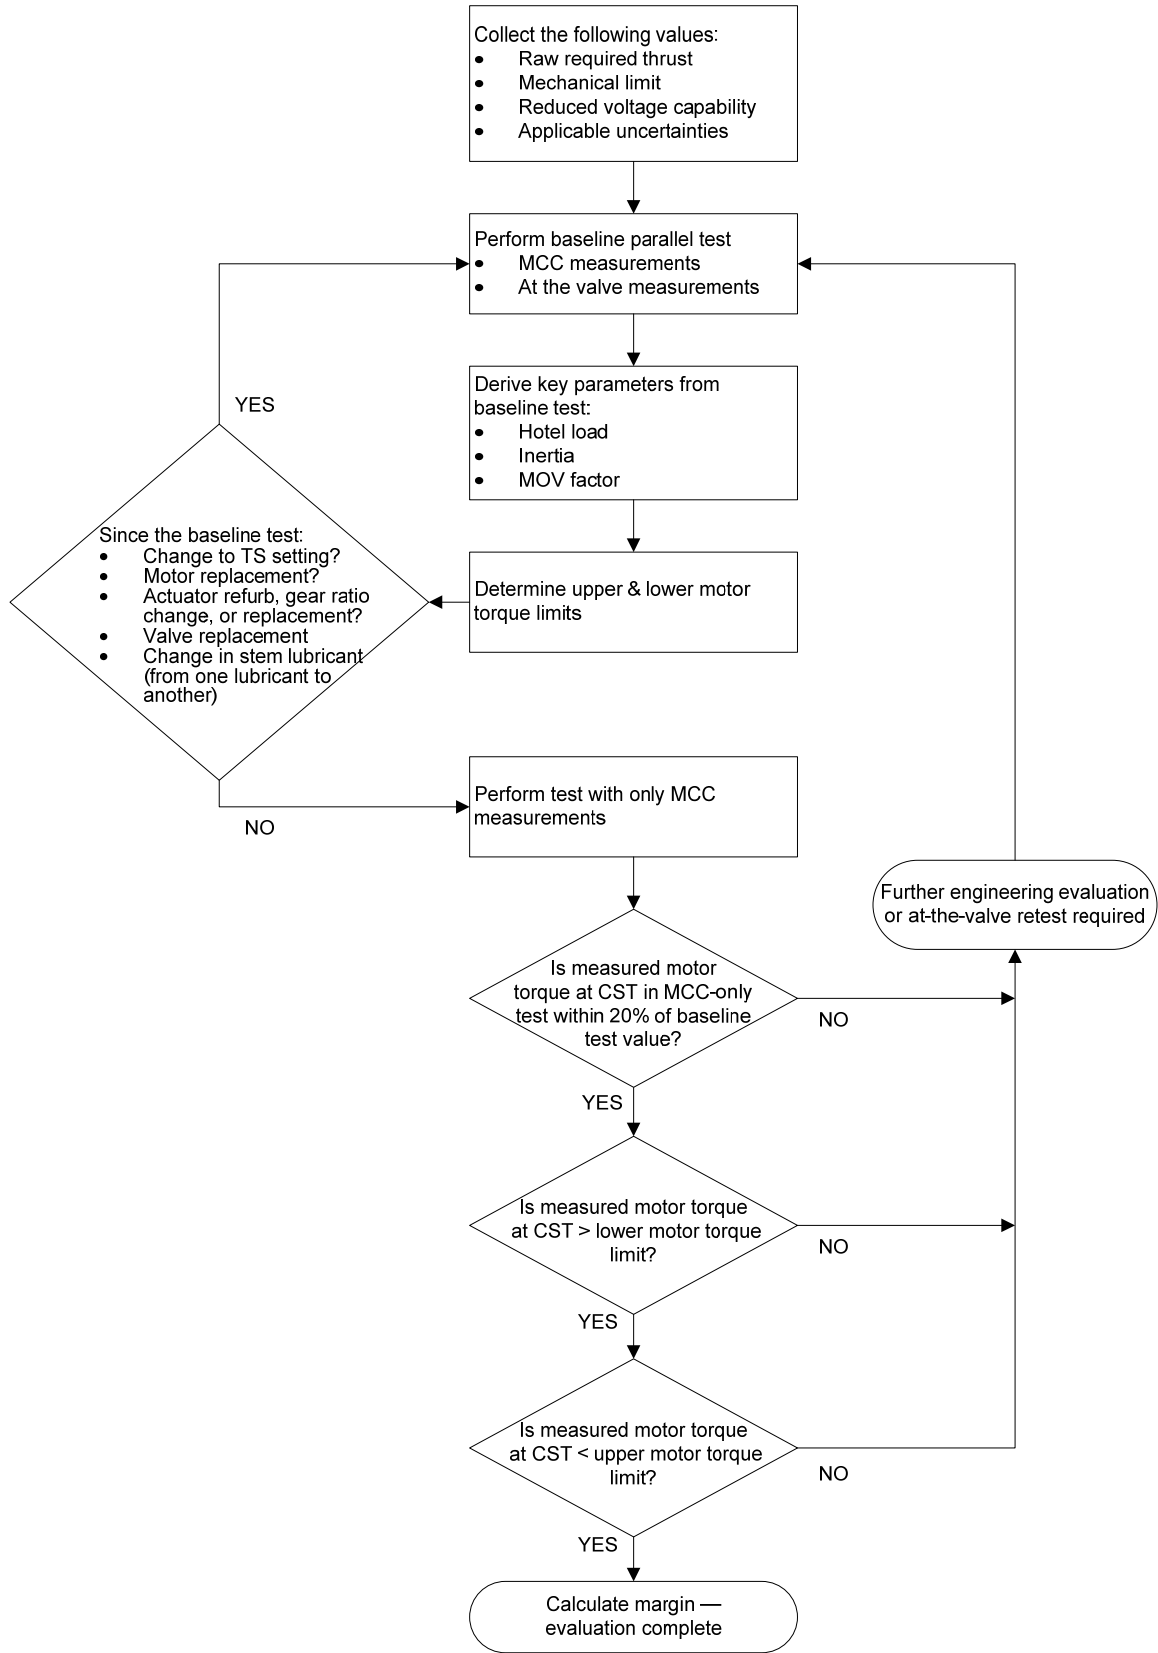 Collect the following values:
• Raw required thrust
• Mechanical limit
• Reduced voltage capability
• Applicable uncertainties
Perform baseline parallel test
• MCC measurements
• At the valve measurements
Derive key parameters from
baseline test:
• Hotel load
• Inertia
• MOV factor
YES
Since the baseline test:
• Change to TS setting?
• Motor replacement?
• Actuator refurb, gear ratio
change, or replacement?
• Valve replacement
• Change in stem lubricant
(from one lubricant to
another)
Determine upper & lower motor
torque limits
NO
Perform test with only MCC
measurements
Further engineering evaluation
or at-the-valve retest required
Is measured motor
torque at CST in MCC-only
test within 20% of baseline
test value?
NO
YES
Is measured motor torque
at CST > lower motor torque
limit?
NO
YES
Is measured motor torque
at CST < upper motor torque
limit?
NO
YES
Calculate margin —
evaluation complete